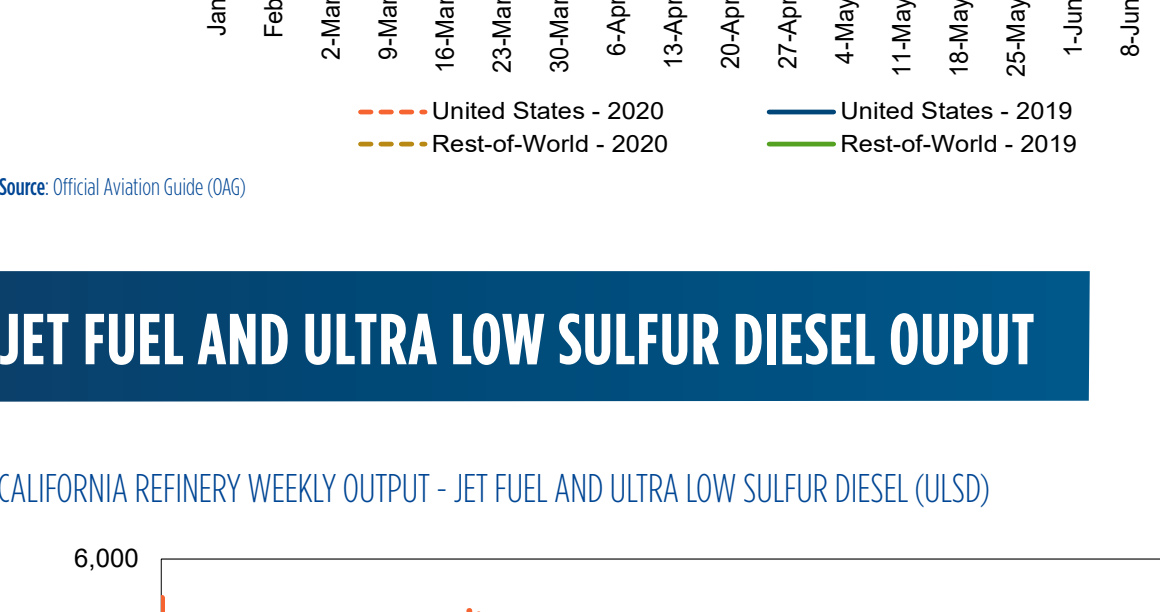 Jan
Feb
2-Mar
9-Mar
16-Mar
23-Mar
30-Mar
6-Apr
13-Apr
20-Apr
27-Apr
4-May
11-May
18-May
25-May
1-Jun
8-Jun
United States - 2020
United States - 2019
Rest-of-World - 2020
Rest-of-World - 2019
Source: Official Aviation Guide (OAG)
JET FUEL AND ULTRA LOW SULFUR DIESEL OUPUT
CALIFORNIA REFINERY WEEKLY OUTPUT - JET FUEL AND ULTRA LOW SULFUR DIESEL (ULSD)
6,000